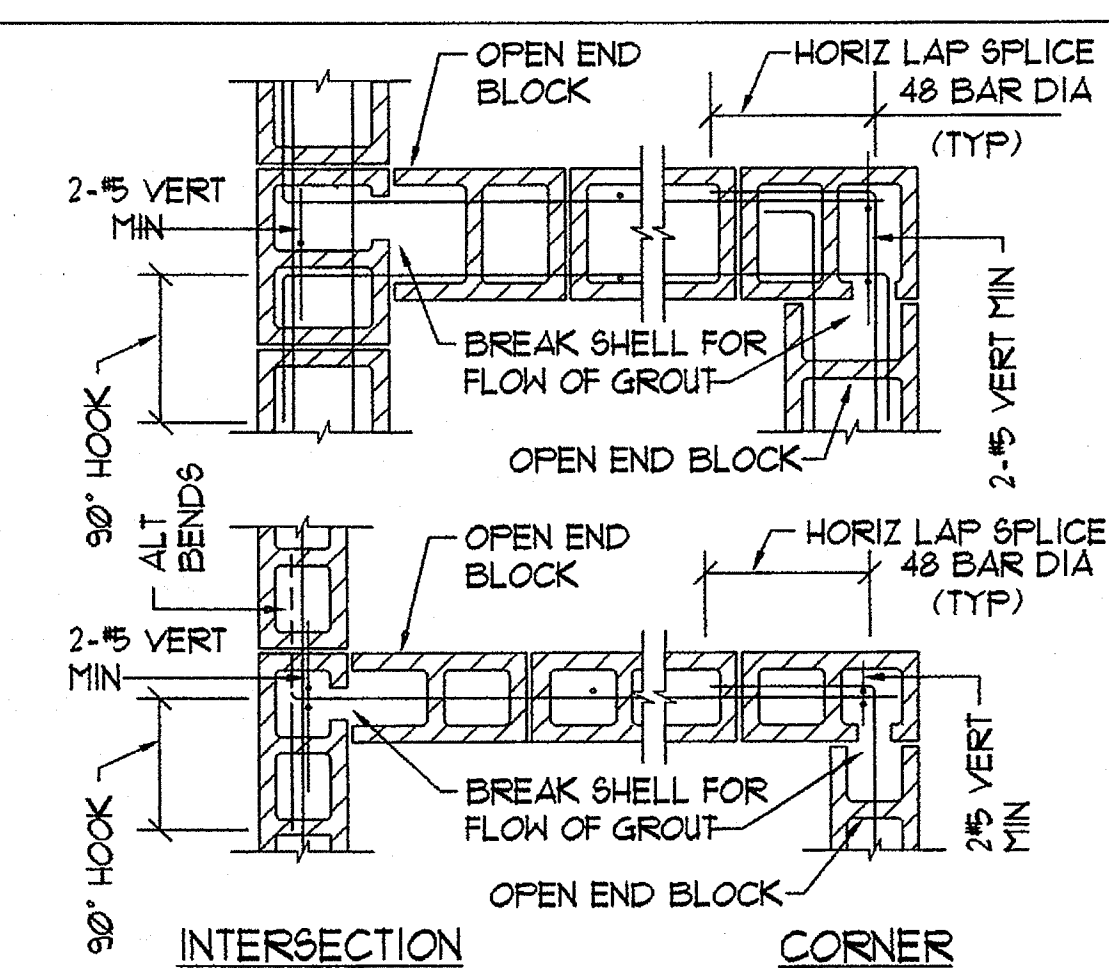 OPEN END
BLOCK
HORIZ LAP SPLICE
48 BAR DIA
(TYP)
2-#5 VERT
MIN
90° HOOK
BREAK SHELL FOR
FLOW OF GROUT
OPEN END BLOCK
2-#5 VERT MIN
ALT
BENDS
OPEN END
BLOCK
HORIZ LAP SPLICE
48 BAR DIA
(TYP)
2-#5 VERT
MIN
90° HOOK
BREAK SHELL FOR
FLOW OF GROUT
OPEN END BLOCK
2#5 VERT
MIN
INTERSECTION
CORNER